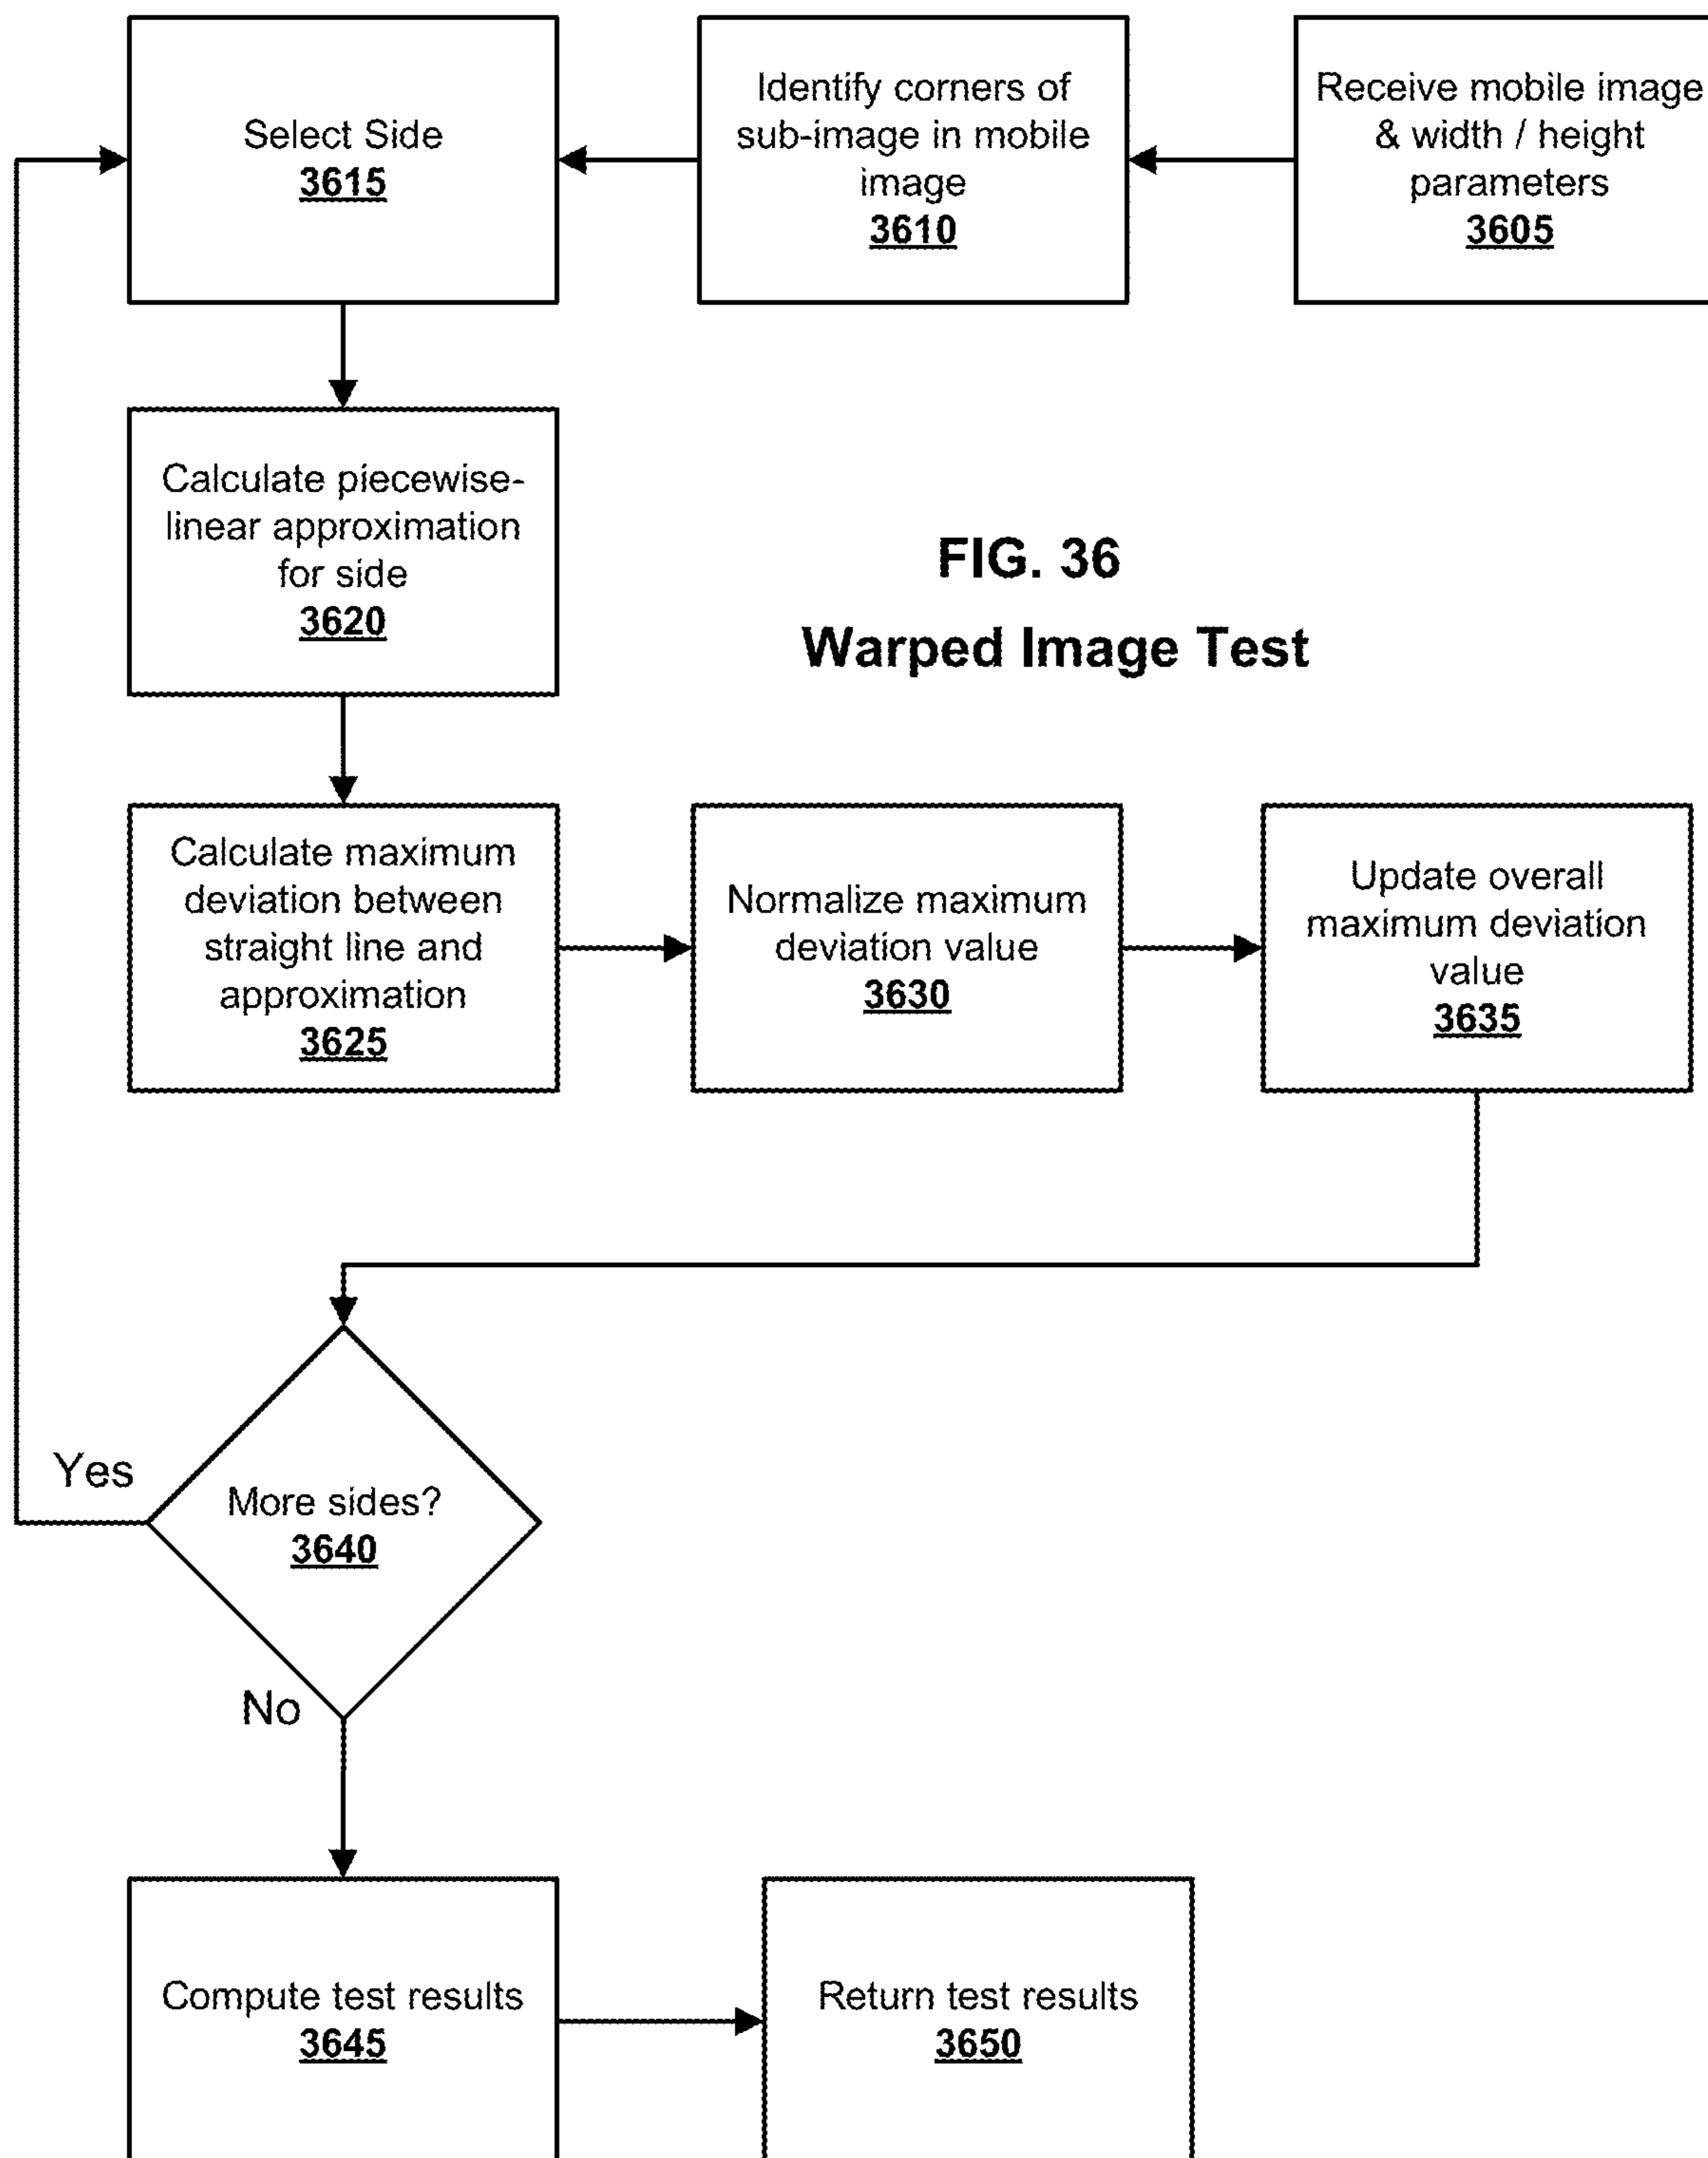 Receive mobile image
& width / height
parameters
3605
Identify corners of
sub-image in mobile
image
3610
Select Side
3615
Calculate piecewise-
linear approximation
for side
3620
FIG. 36
Warped Image Test
Calculate maximum
deviation between
straight line and
approximation
3625
Normalize maximum
deviation value
3630
Update overall
maximum deviation
value
3635
More sides?
3640
Yes
No
Compute test results
3645
Return test results
3650